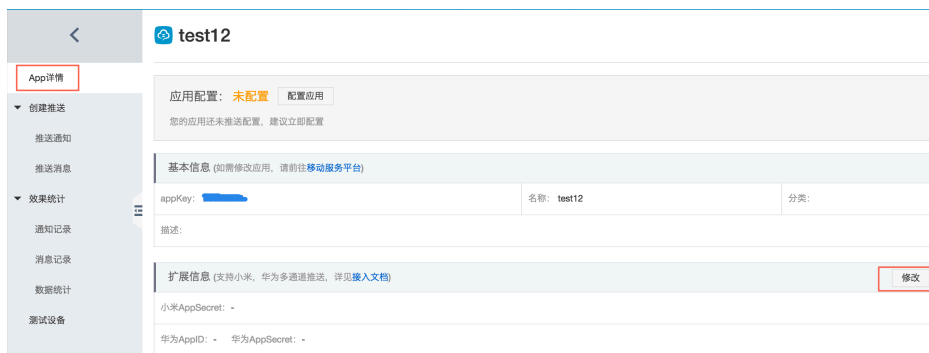 test12
App详情
创建推送
推送通知
推送消息
效果统计
通知记录
消息记录
数据统计
测试设备
应用配置： 未配置 配置应用
您的应用还未推送配置，建议立即配置
基本信息 (如需修改应用，请前往移动服务平台)
appKey：
名称： test12
分类：
描述：
扩展信息 (支持小米，华为多通道推送，详见接入文档)
修改
小米AppSecret： -
华为AppID： - 华为AppSecret： -